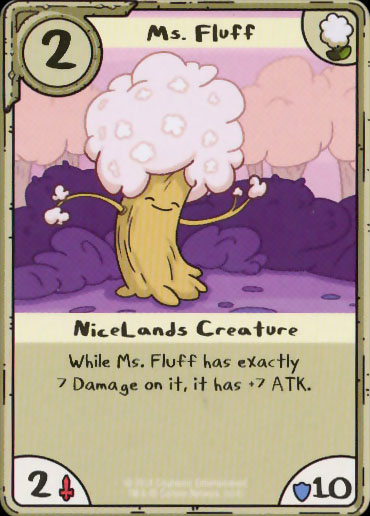 2
Ms. Fluff
NiceLands Creature
While Ms. Fluff has exactly
7 Damage on it, it has +7 ATK.
2
10